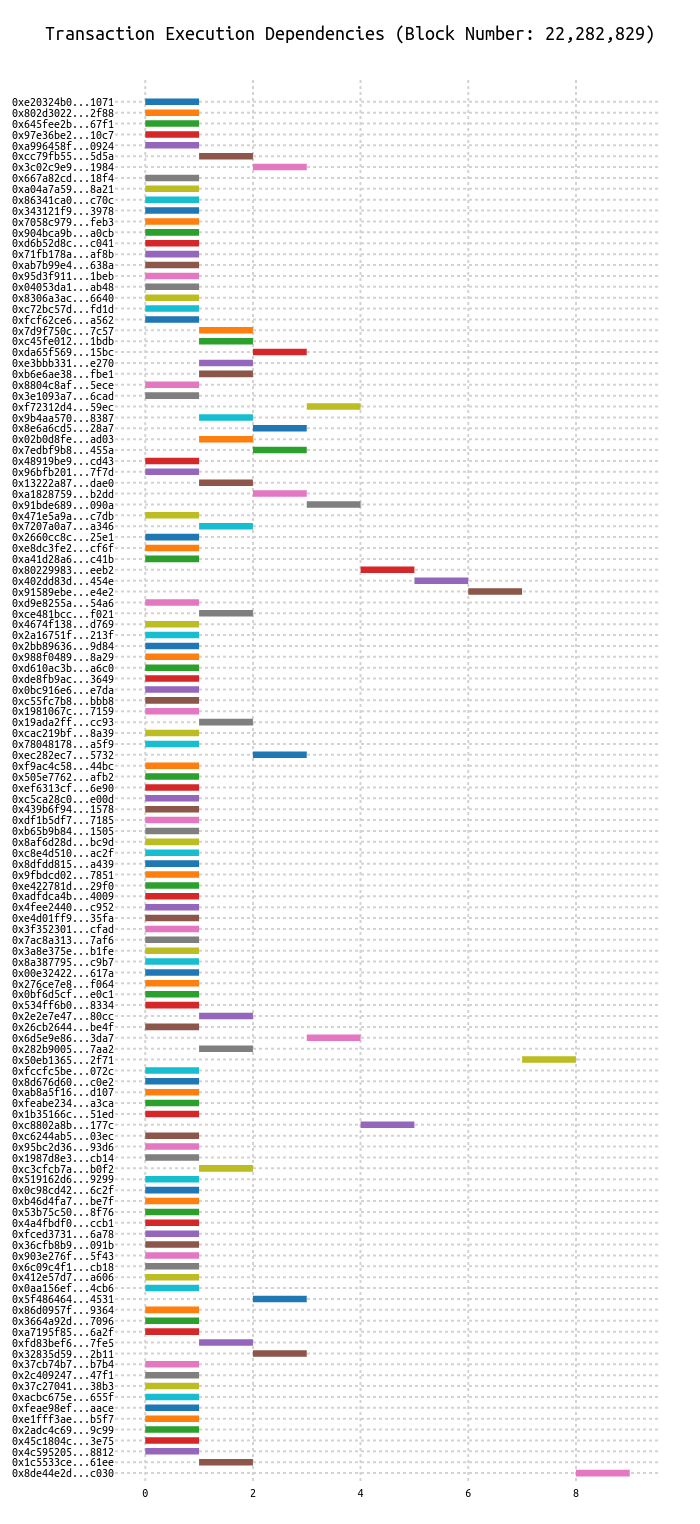 Transaction Execution Dependencies (Block Number: 22,282,829)
0xe20324b0...1071
0x802d3022...2f88
0x645fee2b...67f1
0x97e36be2...10c7
0xa996458f...0924
0xcc79fb55...5d5a
0x3c02c9e9...1984
0x667a82cd...18f4
0xa04a7a59...8a21
0x86341ca0...c70c
0x343121f9...3978
0x7058c979...feb3
0x904bca9b...a0cb
0xd6b52d8c...c041
0x71fb178a...af8b
0xab7b99e4...638a
0x95d3f911...1beb
0x04053da1...ab48
0x8306a3ac...6640
0xc72bc57d...fd1d
0xfcf62ce6...a562
0x7d9f750c...7c57
0xc45fe012...1bdb
0xda65f569...15bc
0xe3bbb331...e270
0xb6e6ae38...fbe1
0x8804c8af...5ece
0x3e1093a7...6cad
0xf72312d4...59ec
0x9b4aa570...8387
0x8e6a6cd5...28a7
0x02b0d8fe...ad03
0x7edbf9b8...455a
0x48919be9...cd43
0x96bfb201...7f7d
0x13222a87...dae0
0xa1828759...b2dd
0x91bde689...090a
0x471e5a9a...c7db
0x7207a0a7...a346
0x2660cc8c...25e1
0xe8dc3fe2...cf6f
0xa41d28a6...c41b
0x80229983...eeb2
0x402dd83d...454e
0x91589ebe...e4e2
0xd9e8255a...54a6
0xce481bcc...f021
0x4674f138...d769
0x2a16751f...213f
0x2bb89636...9d84
0x988f0489...8a29
0xd610ac3b...a6c0
0xde8fb9ac...3649
0x0bc916e6...e7da
0xc55fc7b8...bbb8
0x1981067c...7159
0x19ada2ff...cc93
0xcac219bf...8a39
0x78048178...a5f9
0xec282ec7...5732
0xf9ac4c58...44bc
0x505e7762...afb2
0xef6313cf...6e90
0xc5ca28c0...e00d
0x439b6f94...1578
0xdf1b5df7...7185
0xb65b9b84...1505
0x8af6d28d...bc9d
0xc8e4d510...ac2f
0x8dfdd815...a439
0x9fbdcd02...7851
0xe422781d...29f0
0xadfdca4b...4009
0x4fee2440...c952
0xe4d01ff9...35fa
0x3f352301...cfad
0x7ac8a313...7af6
0x3a8e375e...b1fe
0x8a387795...c9b7
0x00e32422...617a
0x276ce7e8...f064
0x0bf6d5cf...e0c1
0x534ff6b0...8334
0x2e2e7e47...80cc
0x26cb2644...be4f
0x6d5e9e86...3da7
0x282b9005...7aa2
0x50eb1365...2f71
0xfccfc5be...072c
0x8d676d60...c0e2
0xab8a5f16...d107
0xfeabe234...a3ca
0x1b35166c...51ed
0xc8802a8b...177c
0xc6244ab5...03ec
0x95bc2d36...93d6
0x1987d8e3...cb14
0xc3cfcb7a...b0f2
0x519162d6...9299
0x0c98cd42...6c2f
0xb46d4fa7...be7f
0x53b75c50...8f76
0x4a4fbdf0...ccb1
0xfced3731...6a78
0x36cfb8b9...091b
0x903e276f...5f43
0x6c09c4f1...cb18
0x412e57d7...a606
0x0aa156ef...4cb6
0x5f486464...4531
0x86d0957f...9364
0x3664a92d...7096
0xa7195f85...6a2f
0xfd83bef6...7fe5
0x32835d59...2b11
0x37cb74b7...b7b4
0x2c409247...47f1
0x37c27041...38b3
0xacbc675e...655f
0xfeae98ef...aace
0xe1fff3ae...b5f7
0x2adc4c69...9c99
0x45c1804c...3e75
0x4c595205...8812
0x1c5533ce...61ee
0x8de44e2d...c030
0 2 4 6 8